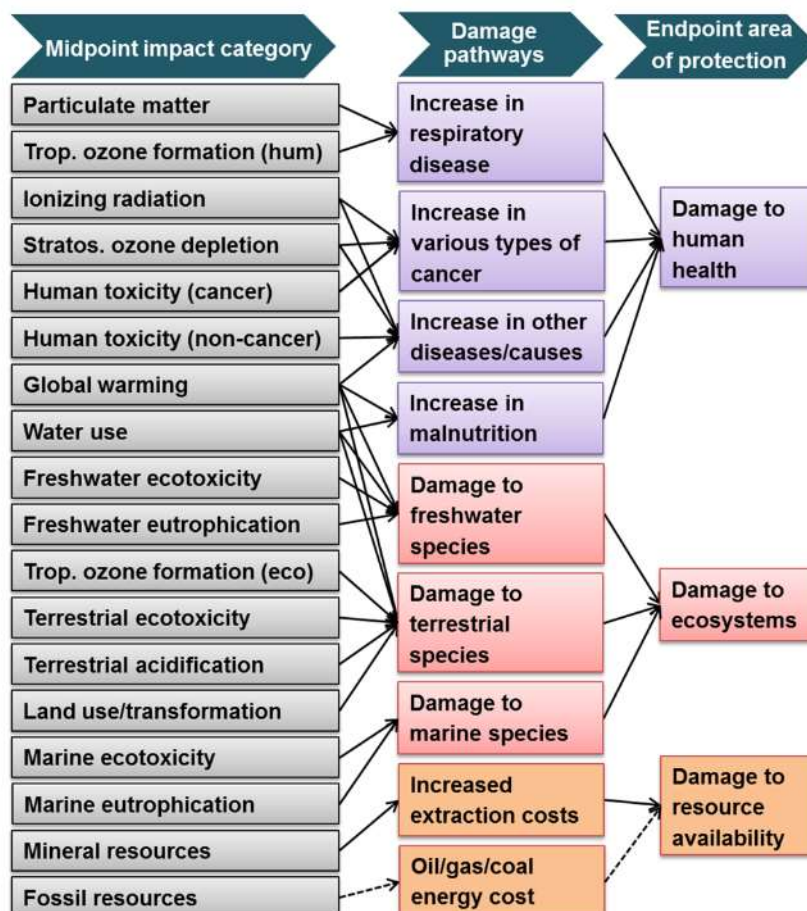 Midpoint impact category
Damage
pathways
Endpoint area
of protection
Particulate matter
Trop. ozone formation (hum)
Ionizing radiation
Stratos. ozone depletion
Human toxicity (cancer)
Human toxicity (non-cancer)
Global warming
Water use
Freshwater ecotoxicity
Freshwater eutrophication
Trop. ozone formation (eco)
Terrestrial ecotoxicity
Terrestrial acidification
Land use/transformation
Marine ecotoxicity
Marine eutrophication
Mineral resources
Fossil resources
Increase in
respiratory
disease
Increase in
various types of
cancer
Increase in other
diseases/causes
Increase in
malnutrition
Damage to
freshwater
species
Damage to
terrestrial
species
Damage to
marine species
Increased
extraction costs
Oil/gas/coal
energy cost
Damage to
human
health
Damage to
ecosystems
Damage to
resource
availability